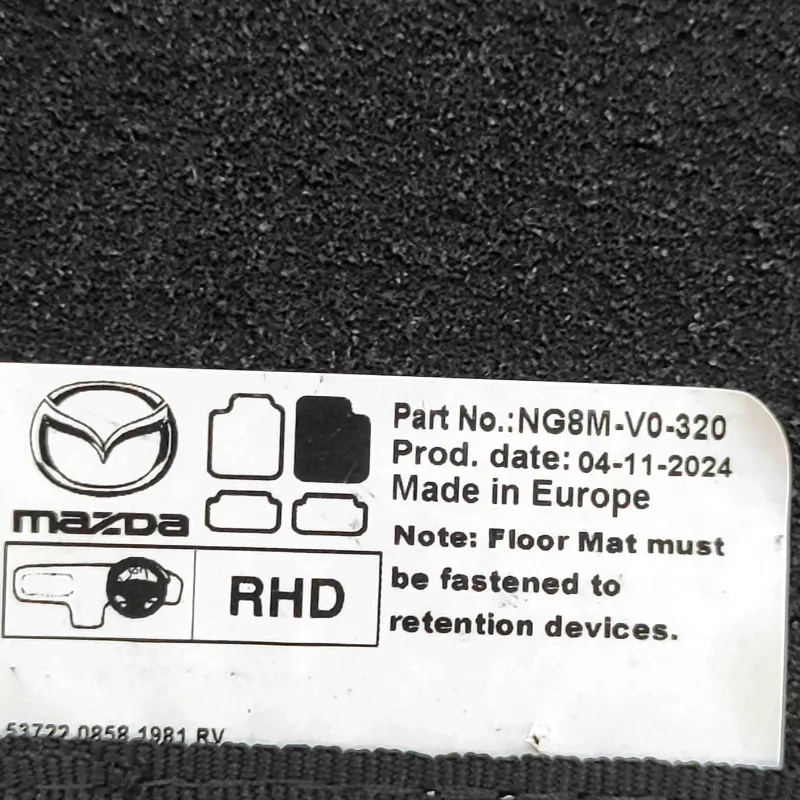 mazda
RHD
Part No.:NG8M-V0-320
Prod. date: 04-11-2024
Made in Europe
Note: Floor Mat must
be fastened to
retention devices.
53722 0858 1981 RV